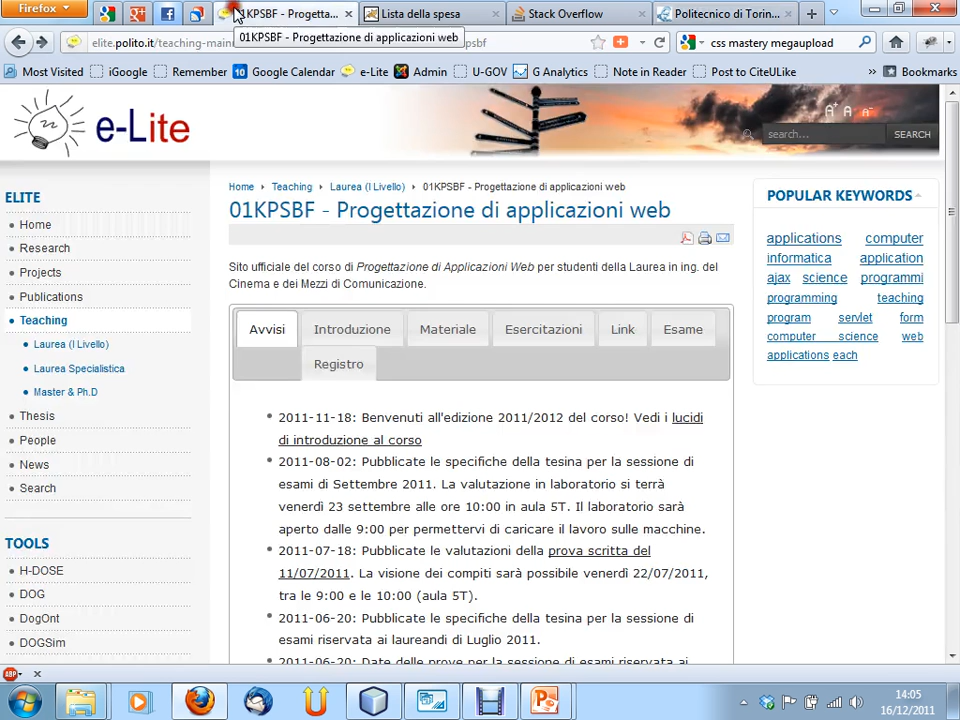 Firefox
01KPSBF - Progetta...
Lista della spesa
Stack Overflow
Politecnico di Torin...
elite.polito.it/teaching-main
css mastery megaupload
01KPSBF - Progettazione di applicazioni web
Most Visited iGoogle Remember 10 Google Calendar e-Lite Admin U-GOV G Analytics Note in Reader Post to CiteULike » Bookmarks
e-Lite
A+ A a-
search... SEARCH
ELITE
Home
Research
Projects
Publications
Teaching
Laurea (I Livello)
Laurea Specialistica
Master & Ph.D
Thesis
People
News
Search
TOOLS
H-DOSE
DOG
DogOnt
DOGSim
Home Teaching Laurea (I Livello) 01KPSBF - Progettazione di applicazioni web
01KPSBF - Progettazione di applicazioni web
Sito ufficiale del corso di Progettazione di Applicazioni Web per studenti della Laurea in ing. del
Cinema e dei Mezzi di Comunicazione.
Avvisi Introduzione Materiale Esercitazioni Link Esame
Registro
2011-11-18: Benvenuti all'edizione 2011/2012 del corso! Vedi i lucidi
di introduzione al corso
2011-08-02: Pubblicate le specifiche della tesina per la sessione di
esami di Settembre 2011. La valutazione in laboratorio si terrà
venerdì 23 settembre alle ore 10:00 in aula 5T. Il laboratorio sarà
aperto dalle 9:00 per permettervi di caricare il lavoro sulle macchine.
2011-07-18: Pubblicate le valutazioni della prova scritta del
11/07/2011. La visione dei compiti sarà possibile venerdì 22/07/2011,
tra le 9:00 e le 10:00 (aula 5T).
2011-06-20: Pubblicate le specifiche della tesina per la sessione di
esami riservata ai laureandi di Luglio 2011.
2011-06-20: Date delle prove per la sessione di esami riservata ai
POPULAR KEYWORDS
applications computer
informatica application
ajax science programmi
programming teaching
program servlet form
computer science web
applications each
ABP
14:05
16/12/2011